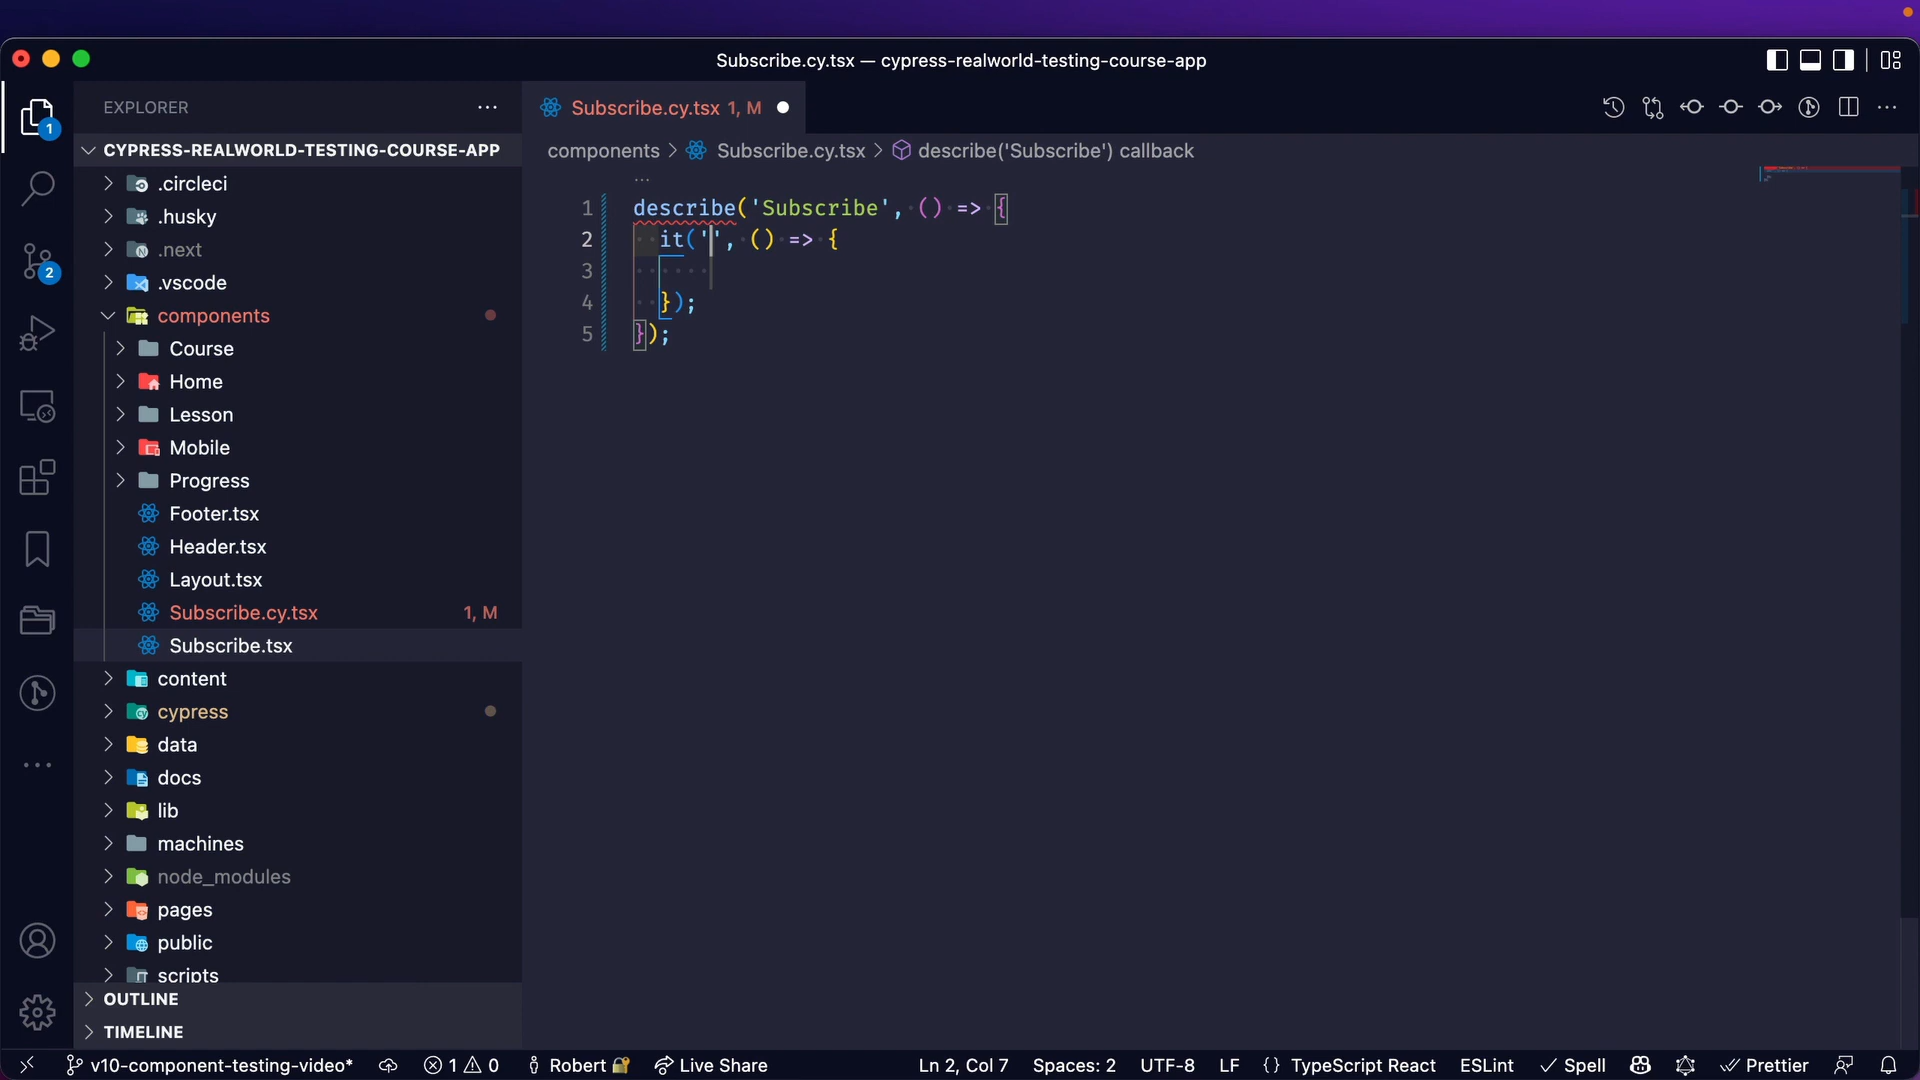 Subscribe.cy.tsx — cypress-realworld-testing-course-app
EXPLORER
CYPRESS-REALWORLD-TESTING-COURSE-APP
.circleci
.husky
.next
.vscode
components
Course
Home
Lesson
Mobile
Progress
Footer.tsx
Header.tsx
Layout.tsx
Subscribe.cy.tsx 1, M
Subscribe.tsx
content
cypress
data
docs
lib
machines
node_modules
pages
public
scripts
OUTLINE
TIMELINE
1
2
Subscribe.cy.tsx 1, M
components > Subscribe.cy.tsx > describe('Subscribe') callback
1 describe('Subscribe', () => {
2 it('', () => {
3
4 });
5 });
v10-component-testing-video* 1 0 Robert Live Share Ln 2, Col 7 Spaces: 2 UTF-8 LF {} TypeScript React ESLint Spell Prettier